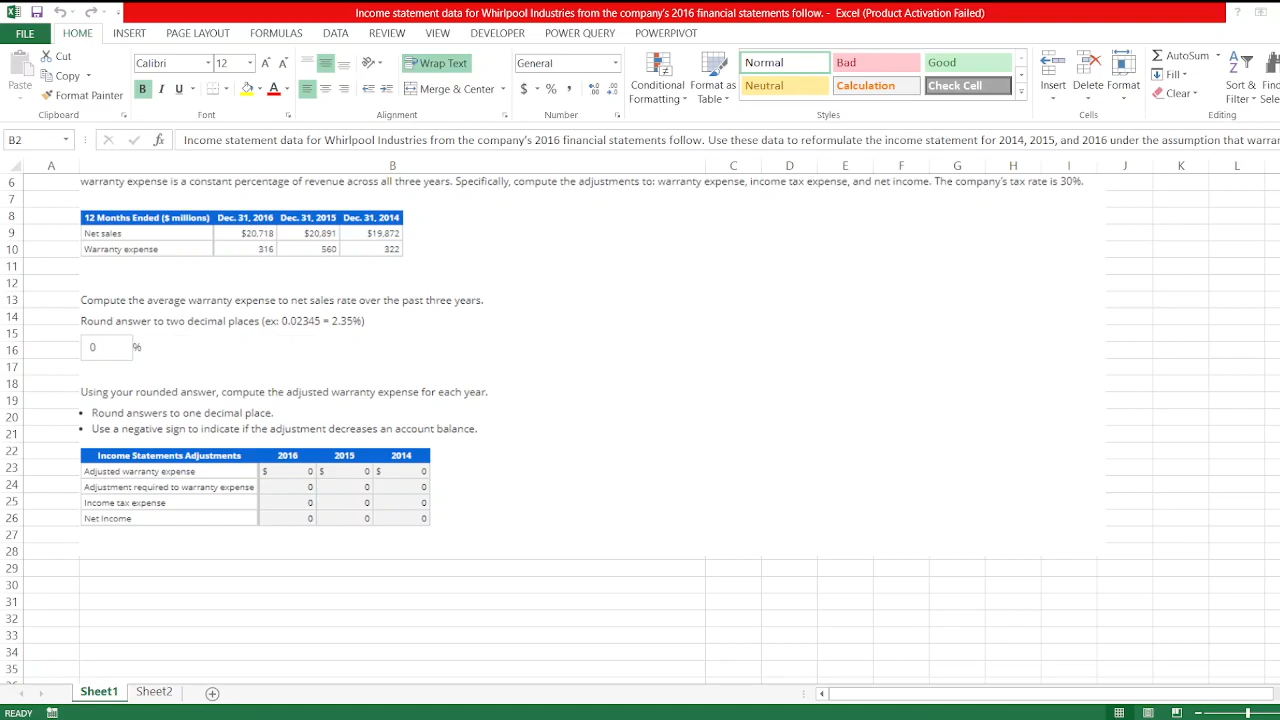 Income statement data for Whirlpool Industries from the company's 2016 financial statements follow. - Excel (Product Activation Failed)
FILE HOME INSERT PAGE LAYOUT FORMULAS DATA REVIEW VIEW DEVELOPER POWER QUERY POWERPIVOT
Cut Calibri 12 Wrap Text General Normal Bad Good AutoSum
Paste Copy Conditional Formatting Format as Table Insert Delete Format Fill Sort & Filter
Format Painter B I U Merge & Center $ % Neutral Calculation Check Cell Clear
Clipboard Font Alignment Number Styles Cells Editing
B2 fx Income statement data for Whirlpool Industries from the company's 2016 financial statements follow. Use these data to reformulate the income statement for 2014, 2015, and 2016 under the assumption that warran
A B C D E F G H I J K L
6 warranty expense is a constant percentage of revenue across all three years. Specifically, compute the adjustments to: warranty expense, income tax expense, and net income. The company's tax rate is 30%.
7
8 12 Months Ended ($ millions) Dec. 31, 2016 Dec. 31, 2015 Dec. 31, 2014
9 Net sales $20,718 $20,891 $19,872
10 Warranty expense 316 560 322
11
12
13 Compute the average warranty expense to net sales rate over the past three years.
14 Round answer to two decimal places (ex: 0.02345 = 2.35%)
15
16 0 %
17
18
19 Using your rounded answer, compute the adjusted warranty expense for each year.
20 • Round answers to one decimal place.
21 • Use a negative sign to indicate if the adjustment decreases an account balance.
22 Income Statements Adjustments 2016 2015 2014
23 Adjusted warranty expense $ 0 $ 0 $ 0
24 Adjustment required to warranty expense 0 0 0
25 Income tax expense 0 0 0
26 Net Income 0 0 0
27
28
29
30
31
32
33
34
35
Sheet1 Sheet2
READY